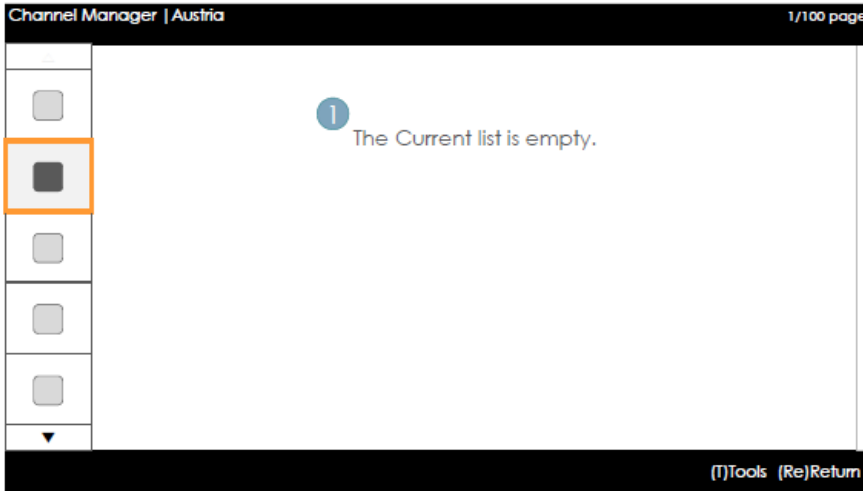 Channel Manager |Austria
1/100 page
1
The Current list is empty.
(T)Tools (Re)Return